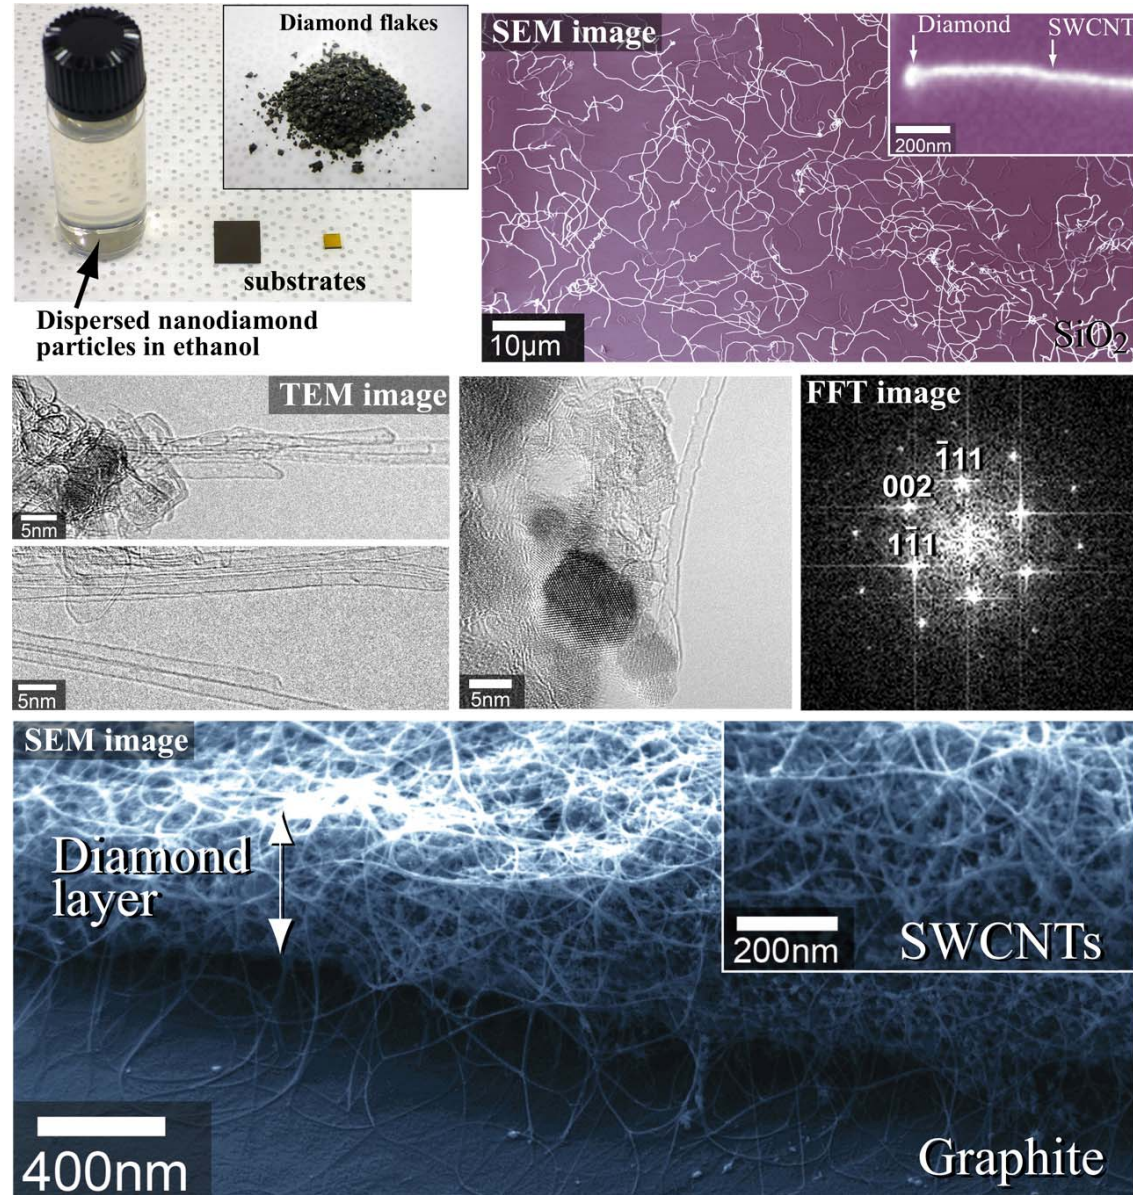 Diamond flakes
substrates
Dispersed nanodiamond
particles in ethanol
SEM image
Diamond
SWCNT
200nm
10μm
SiO₂
TEM image
5nm
5nm
5nm
FFT image
1̅11
002
11̅1
SEM image
Diamond
layer
400nm
200nm
SWCNTs
Graphite